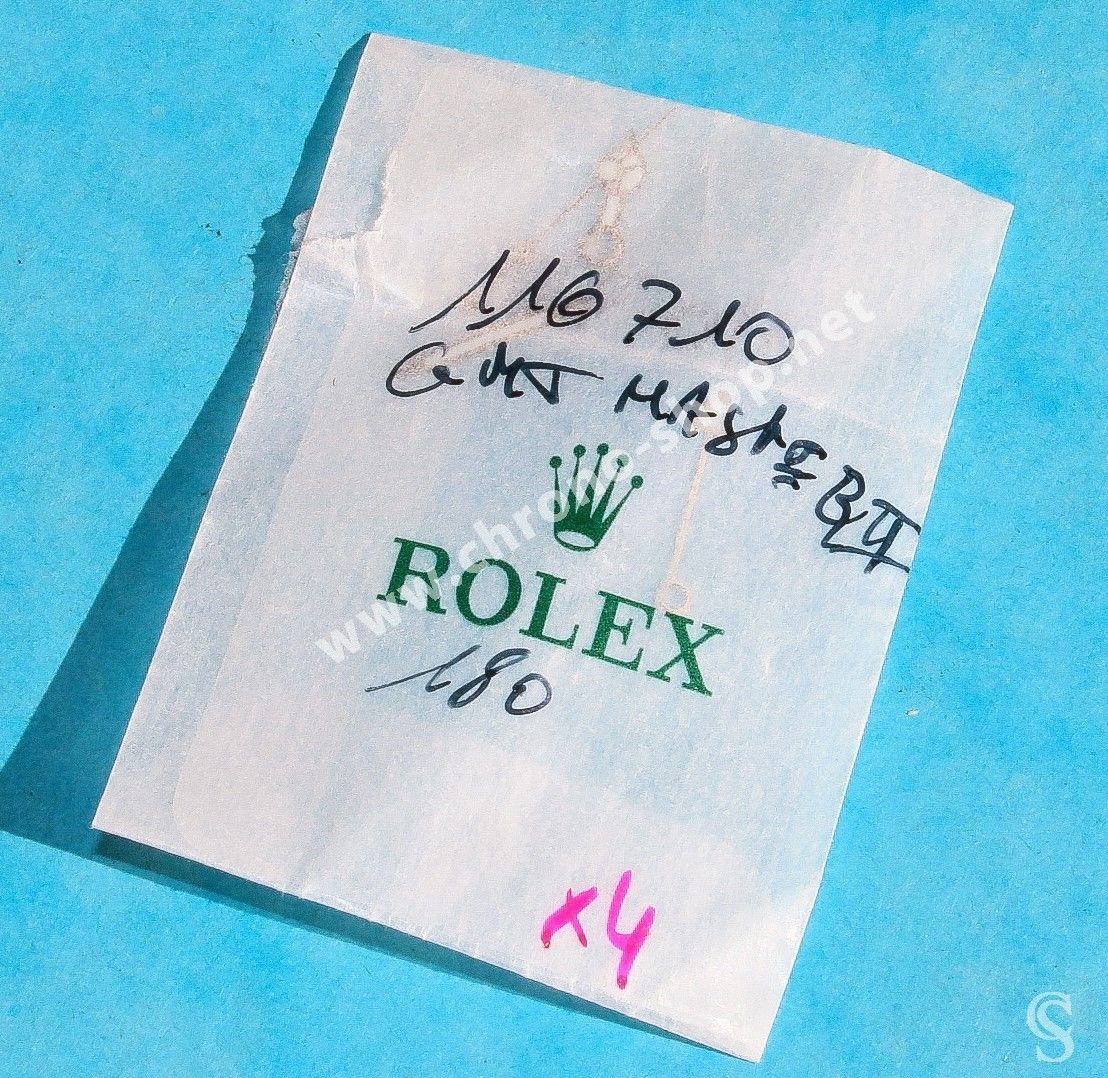 116710
GMT MASTER II
ROLEX
180
x4
www.chrono-shop.net